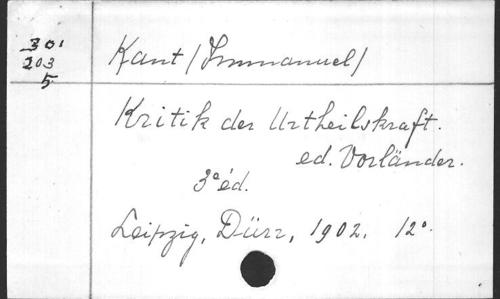 301
203
5
Kant (Immanuel)
Kritik der Urtheilskraft.
ed. Vorländer.
3e éd.
Leipzig, Dürr, 1902. 12°.